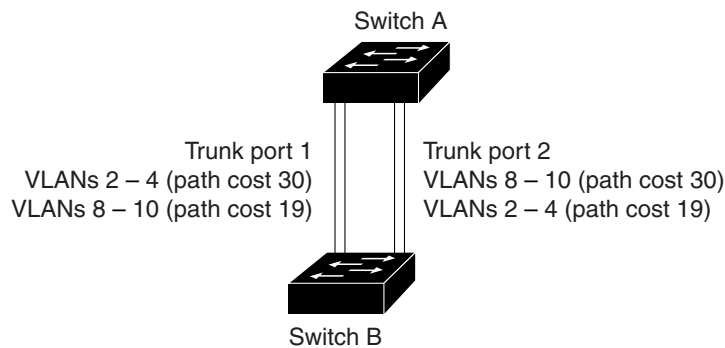 Switch A
Trunk port 1
VLANs 2 – 4 (path cost 30)
VLANs 8 – 10 (path cost 19)
Trunk port 2
VLANs 8 – 10 (path cost 30)
VLANs 2 – 4 (path cost 19)
Switch B